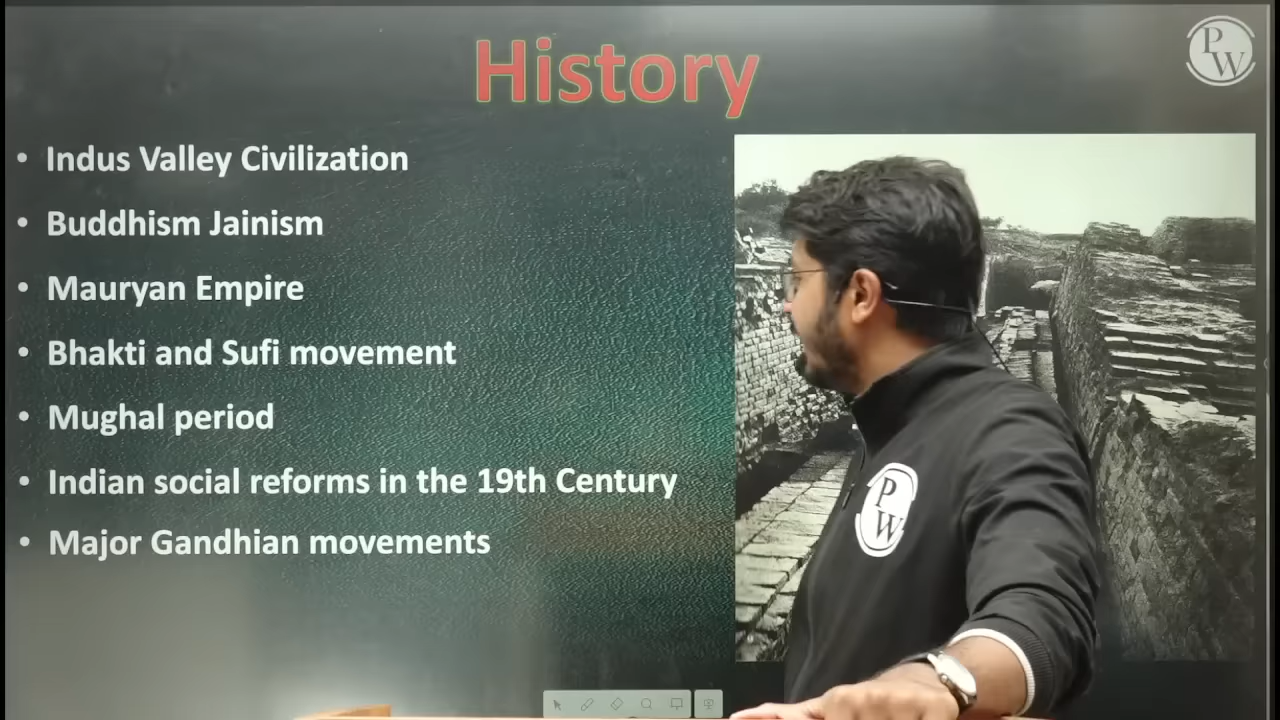 History
PW
• Indus Valley Civilization
• Buddhism Jainism
• Mauryan Empire
• Bhakti and Sufi movement
• Mughal period
• Indian social reforms in the 19th Century
• Major Gandhian movements
PW